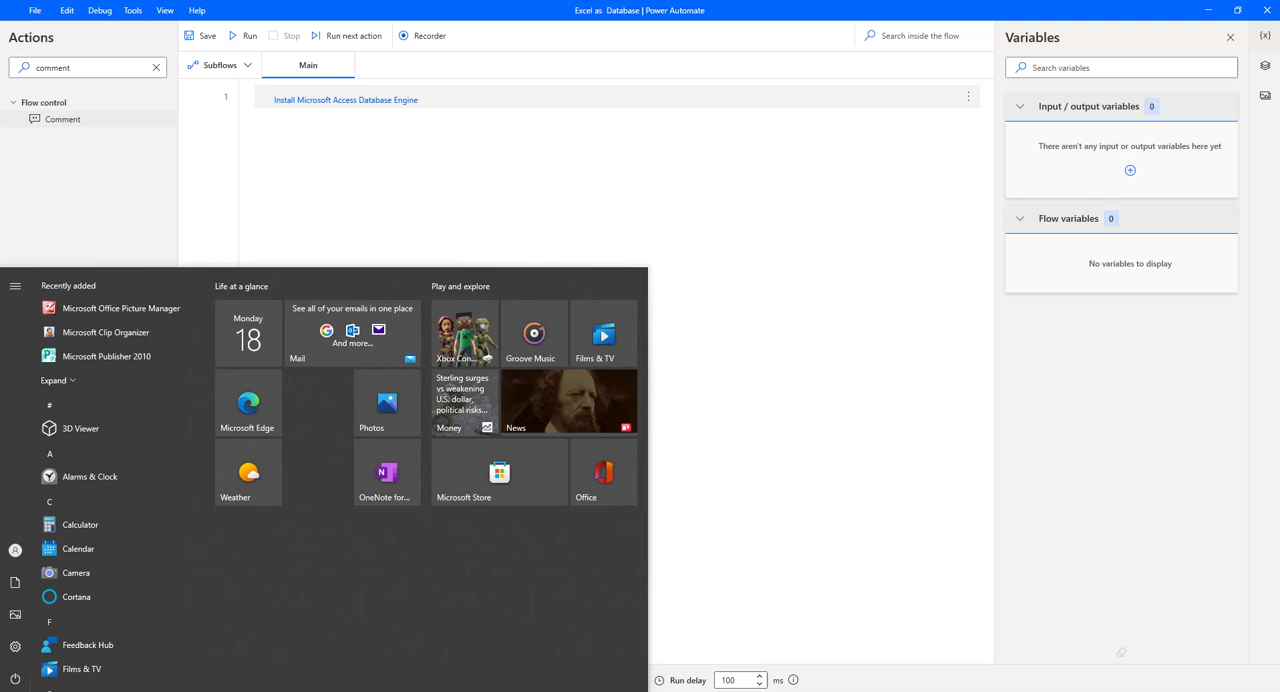 File Edit Debug Tools View Help
Excel as Database | Power Automate
Actions
comment
Flow control
Comment
Save Run Stop Run next action Recorder
Search inside the flow
Subflows Main
1
Install Microsoft Access Database Engine
Variables
{x}
Search variables
Input / output variables 0
There aren't any input or output variables here yet
Flow variables 0
No variables to display
Recently added
Microsoft Office Picture Manager
Microsoft Clip Organizer
Microsoft Publisher 2010
Expand
#
3D Viewer
A
Alarms & Clock
C
Calculator
Calendar
Camera
Cortana
F
Feedback Hub
Films & TV
Life at a glance
Monday
18
See all of your emails in one place
And more...
Mail
Microsoft Edge
Photos
Weather
OneNote for...
Play and explore
Xbox Con...
Groove Music
Films & TV
Sterling surges
vs weakening
U.S. dollar,
political risks...
Money
News
Microsoft Store
Office
Run delay 100 ms